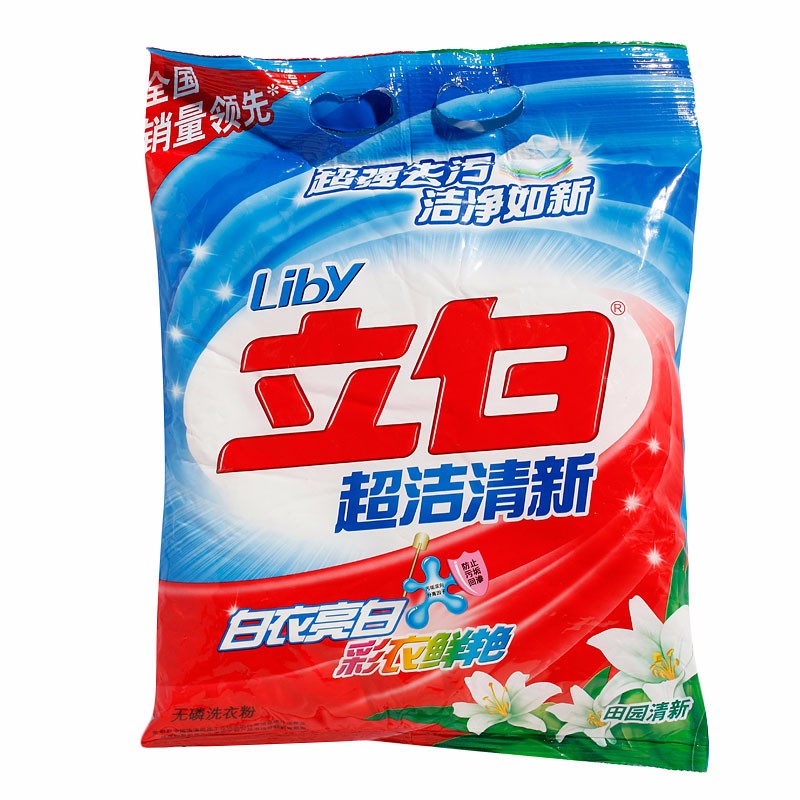 全国
销量领先*
超强去污
洁净如新
Liby
立白®
超洁清新
防止
污垢
回渗
白衣亮白
彩衣鲜艳
田园清新
无磷洗衣粉